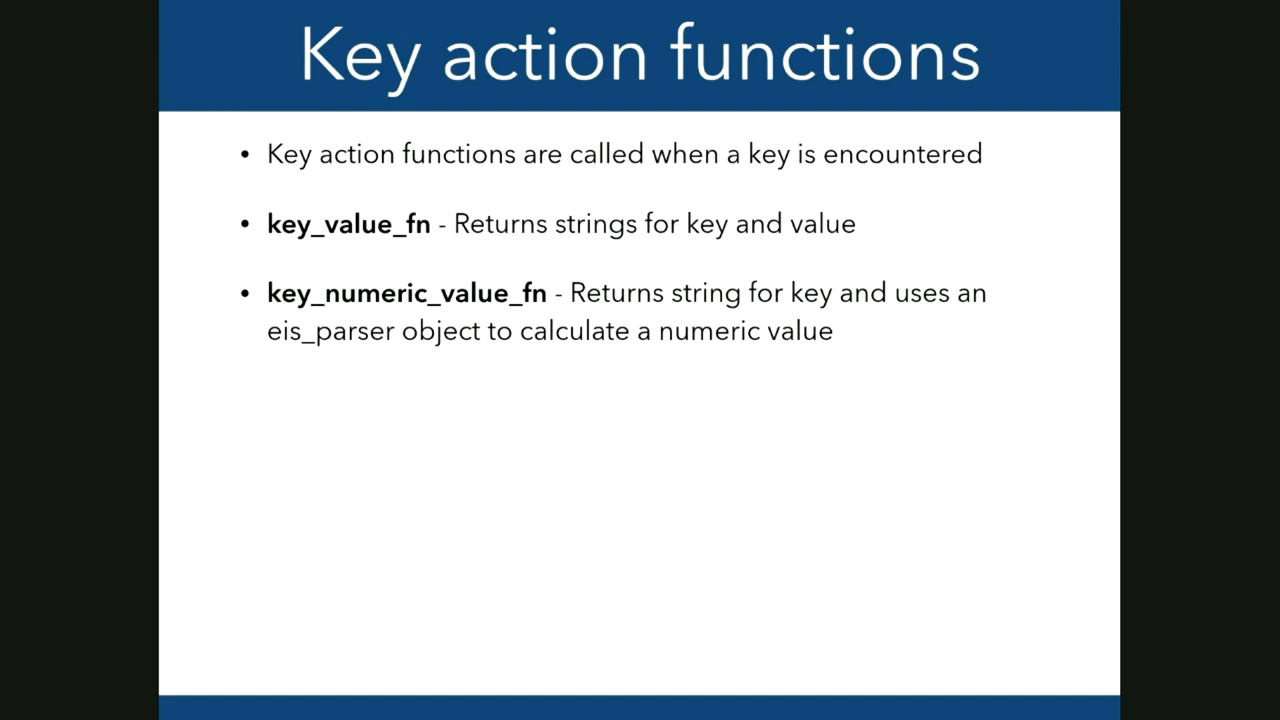 Key action functions
• Key action functions are called when a key is encountered
• key_value_fn - Returns strings for key and value
• key_numeric_value_fn - Returns string for key and uses an
eis_parser object to calculate a numeric value